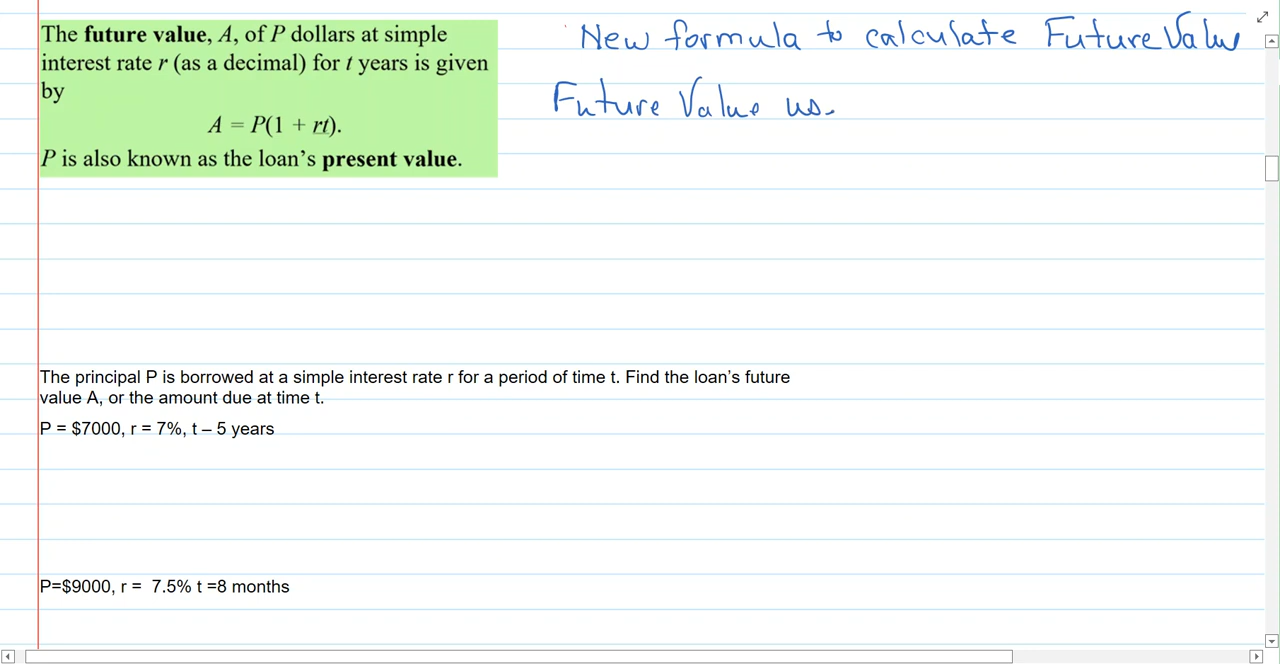 The future value, A, of P dollars at simple
interest rate r (as a decimal) for t years is given
by
A = P(1 + rt).
P is also known as the loan's present value.
New formula to calculate Future Value
Future Value us
The principal P is borrowed at a simple interest rate r for a period of time t. Find the loan's future
value A, or the amount due at time t.
P = $7000, r = 7%, t – 5 years
P=$9000, r =  7.5% t =8 months